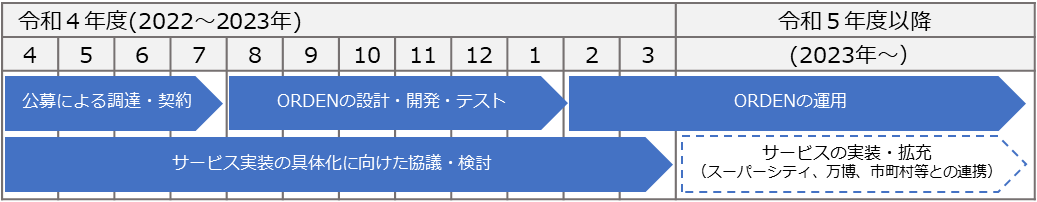 令和４年度(2022～2023年)
令和５年度以降
4 5 6 7 8 9 10 11 12 1 2 3
(2023年～)
公募による調達・契約
ORDENの設計・開発・テスト
ORDENの運用
サービス実装の具体化に向けた協議・検討
サービスの実装・拡充
（スーパーシティ、万博、市町村等との連携）